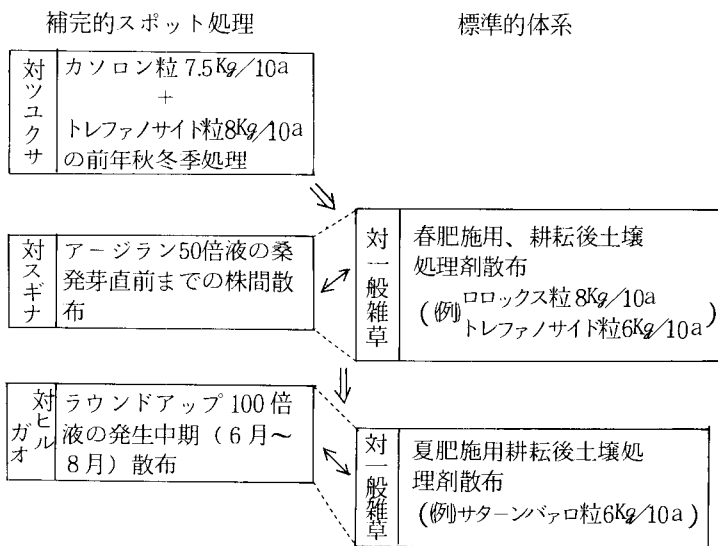 補完的スポット処理
対ツユクサ
カソロン粒7.5Kg/10a
+
トレファノサイド粒8Kg/10a
の前年秋冬季処理
対スギナ
アージラン50倍液の桑
発芽直前までの株間散
布
対ヒルガオ
ラウンドアップ100倍
液の発生中期(6月~
8月)散布
標準的体系
対一般雑草
春肥施用、耕耘後土壌
処理剤散布
(例)ロロックス粒8Kg/10a
トレファノサイド粒6Kg/10a)
対一般雑草
夏肥施用耕耘後土壌処
理剤散布
((例)サターンバァロ粒6Kg/10a)